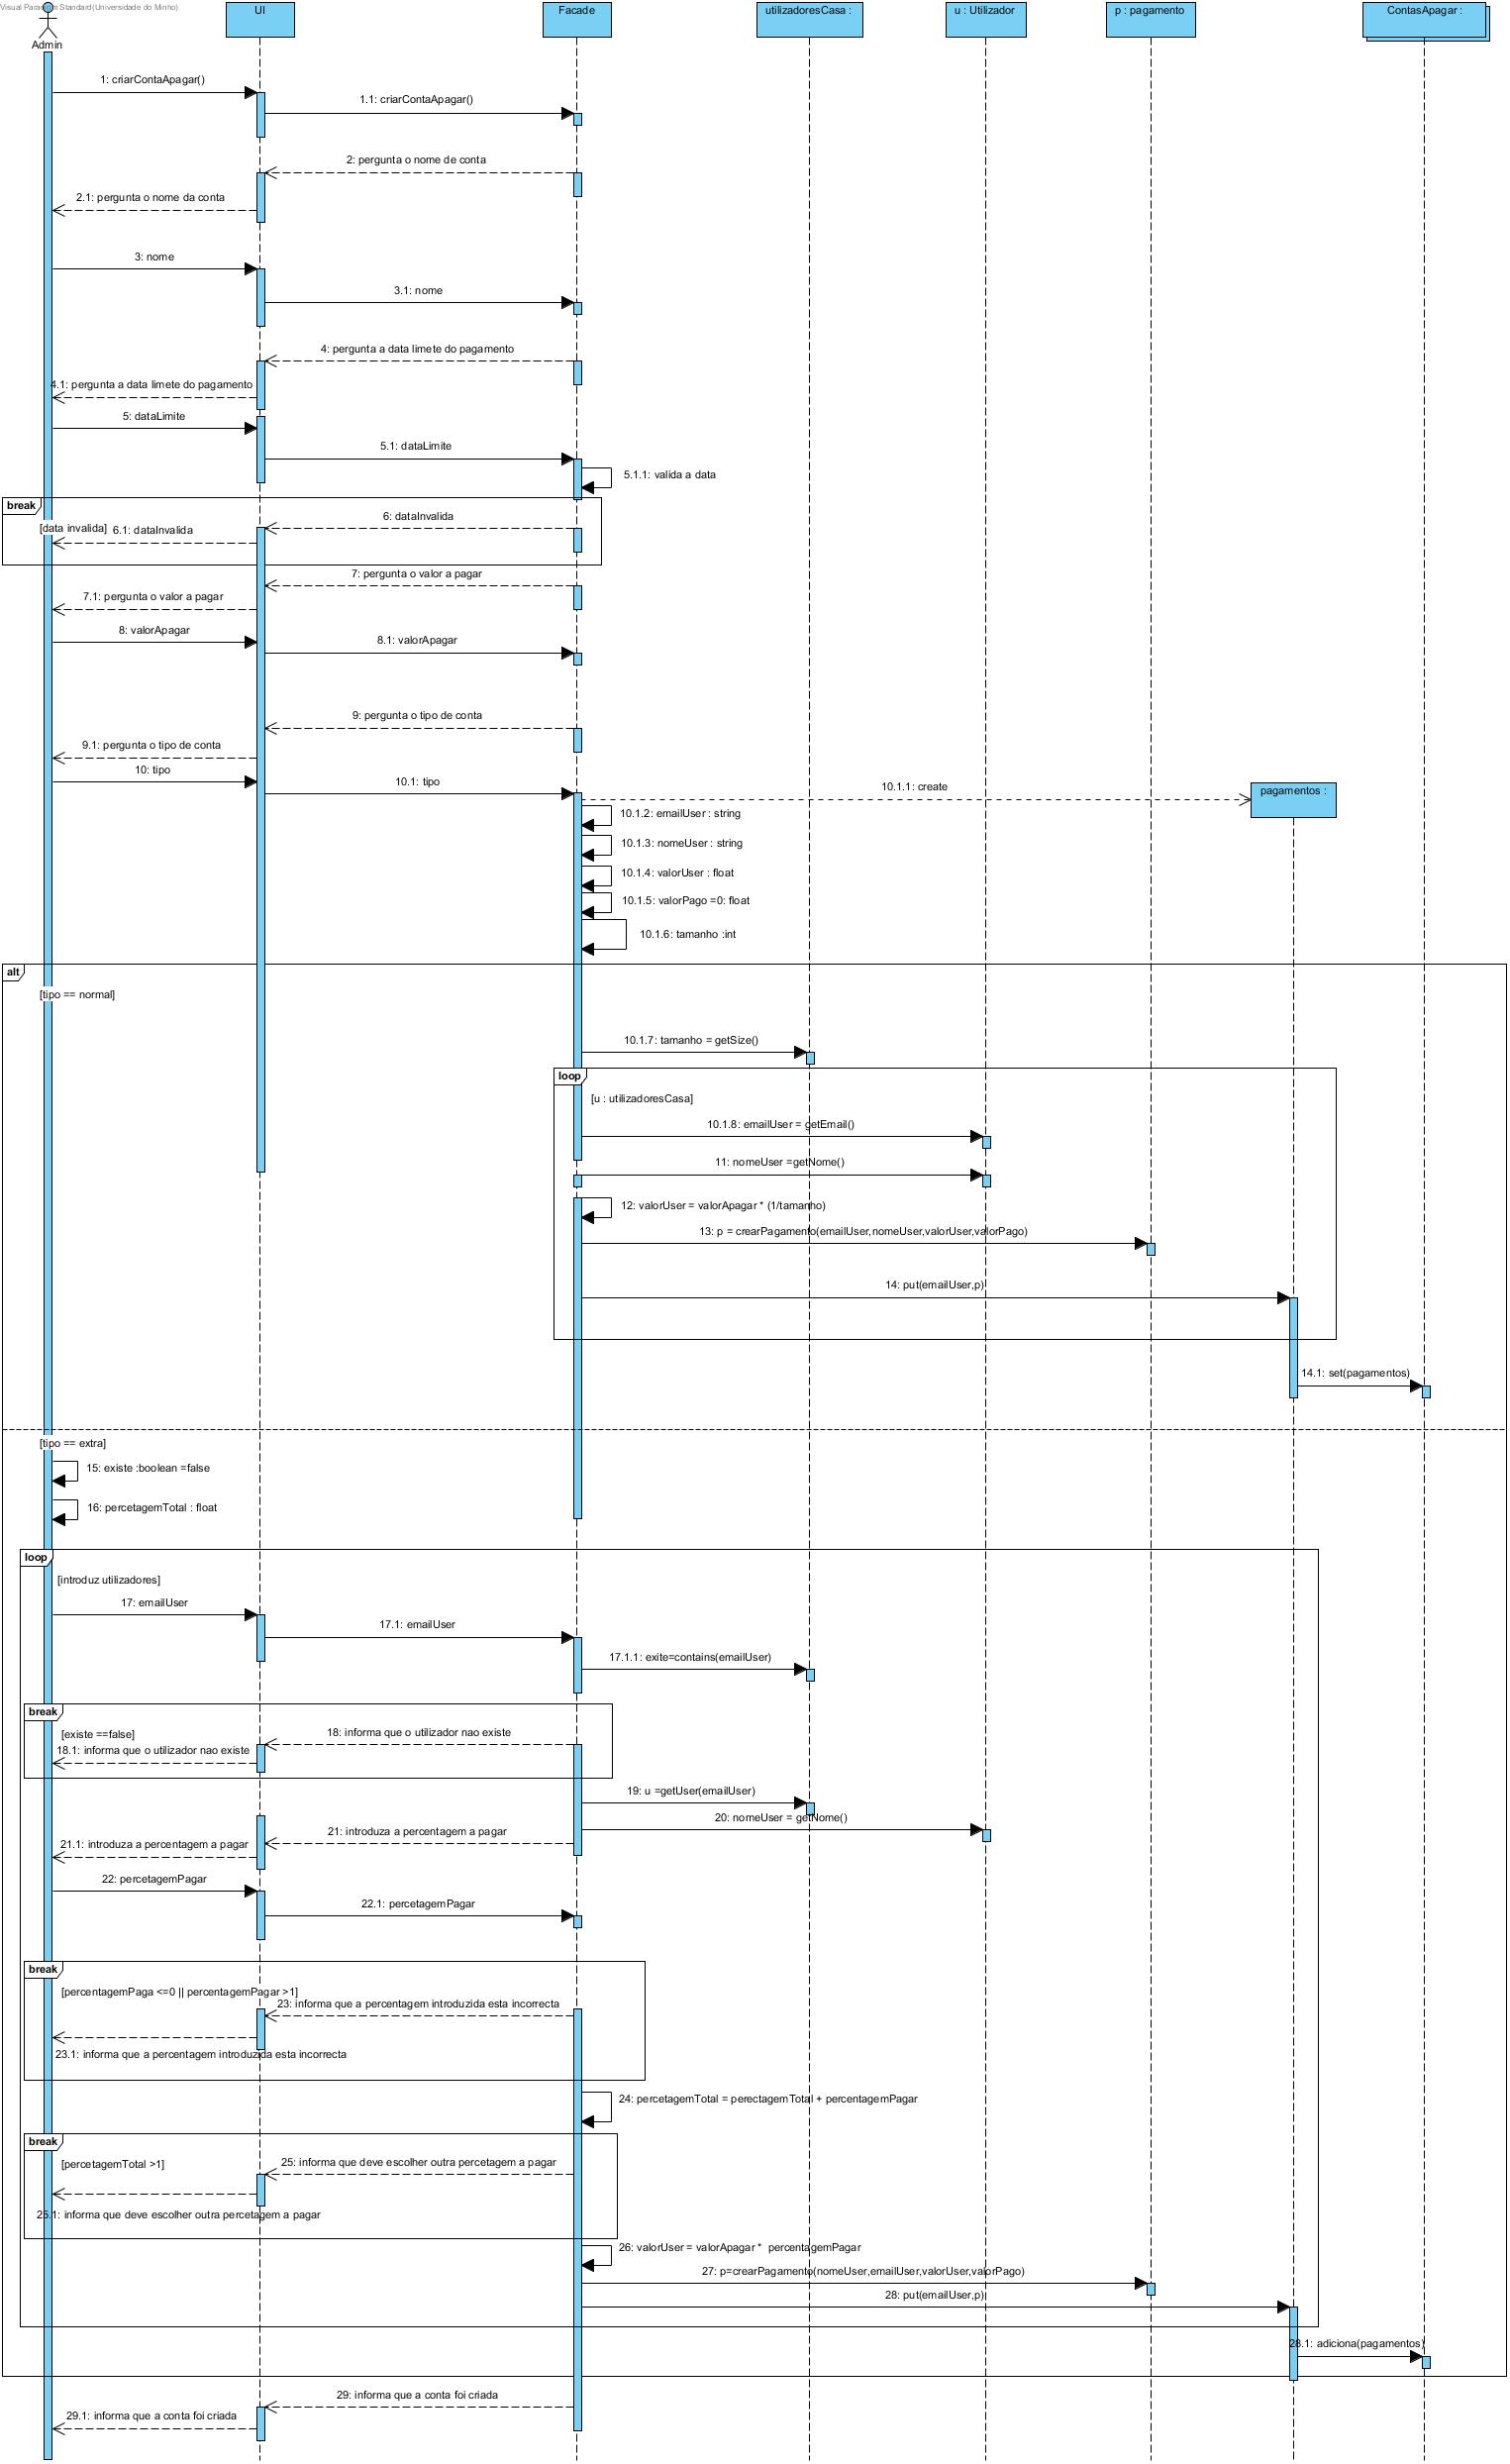 Visual Paradigm Standard(Universidade do Minho)
Admin
UI
Facade
utilizadoresCasa :
u : Utilizador
p : pagamento
ContasApagar :
1: criarContaApagar()
1.1: criarContaApagar()
2: pergunta o nome de conta
2.1: pergunta o nome da conta
3: nome
3.1: nome
4: pergunta a data limete do pagamento
4.1: pergunta a data limete do pagamento
5: dataLimite
5.1: dataLimite
5.1.1: valida a data
break
[data invalida]
6: dataInvalida
6.1: dataInvalida
7: pergunta o valor a pagar
7.1: pergunta o valor a pagar
8: valorApagar
8.1: valorApagar
9: pergunta o tipo de conta
9.1: pergunta o tipo de conta
10: tipo
10.1: tipo
10.1.1: create
pagamentos :
10.1.2: emailUser : string
10.1.3: nomeUser : string
10.1.4: valorUser : float
10.1.5: valorPago =0: float
10.1.6: tamanho :int
alt
[tipo == normal]
10.1.7: tamanho = getSize()
loop
[u : utilizadoresCasa]
10.1.8: emailUser = getEmail()
11: nomeUser =getNome()
12: valorUser = valorApagar * (1/tamanho)
13: p = crearPagamento(emailUser,nomeUser,valorUser,valorPago)
14: put(emailUser,p)
14.1: set(pagamentos)
[tipo == extra]
15: existe :boolean =false
16: percetagemTotal : float
loop
[introduz utilizadores]
17: emailUser
17.1: emailUser
17.1.1: exite=contains(emailUser)
break
[existe ==false]
18: informa que o utilizador nao existe
18.1: informa que o utilizador nao existe
19: u =getUser(emailUser)
20: nomeUser = getNome()
21: introduza a percentagem a pagar
21.1: introduza a percentagem a pagar
22: percetagemPagar
22.1: percetagemPagar
break
[percentagemPaga <=0 || percentagemPagar >1]
23: informa que a percentagem introduzida esta incorrecta
23.1: informa que a percentagem introduzida esta incorrecta
24: percetagemTotal = perectagemTotal + percentagemPagar
break
[percetagemTotal >1]
25: informa que deve escolher outra percetagem a pagar
25.1: informa que deve escolher outra percetagem a pagar
26: valorUser = valorApagar * percentagemPagar
27: p=crearPagamento(nomeUser,emailUser,valorUser,valorPago)
28: put(emailUser,p)
28.1: adiciona(pagamentos)
29: informa que a conta foi criada
29.1: informa que a conta foi criada